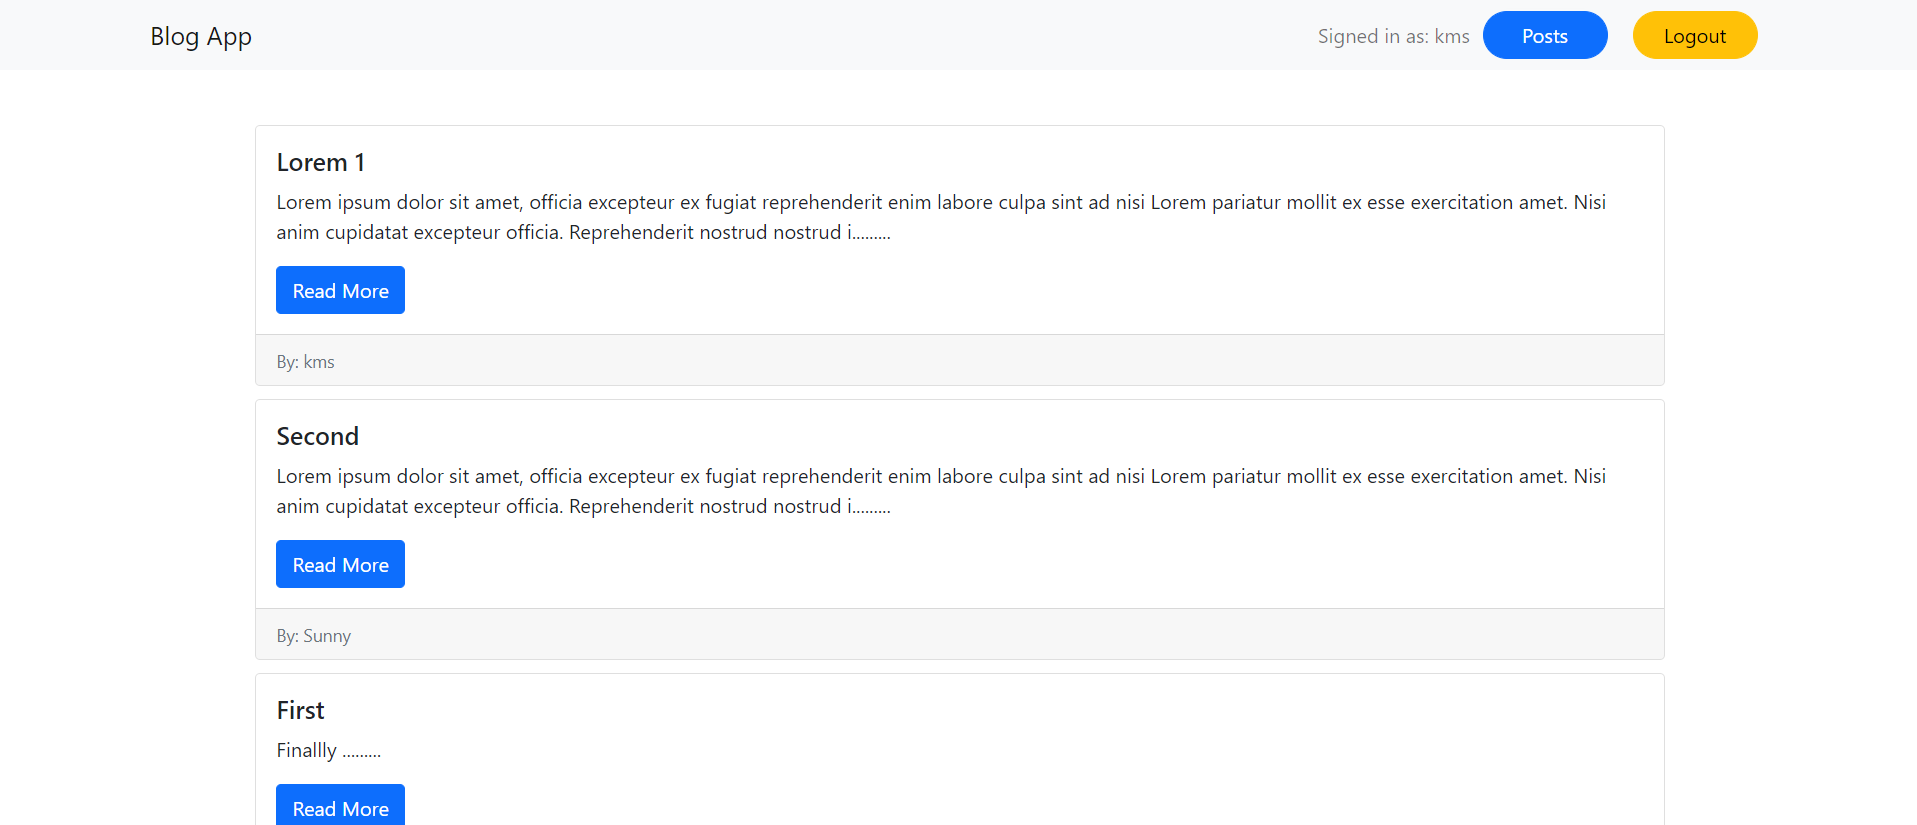 Blog App
Signed in as: kms
Posts
Logout
Lorem 1
Lorem ipsum dolor sit amet, officia excepteur ex fugiat reprehenderit enim labore culpa sint ad nisi Lorem pariatur mollit ex esse exercitation amet. Nisi
anim cupidatat excepteur officia. Reprehenderit nostrud nostrud i.........
Read More
By: kms
Second
Lorem ipsum dolor sit amet, officia excepteur ex fugiat reprehenderit enim labore culpa sint ad nisi Lorem pariatur mollit ex esse exercitation amet. Nisi
anim cupidatat excepteur officia. Reprehenderit nostrud nostrud i.........
Read More
By: Sunny
First
Finallly .........
Read More